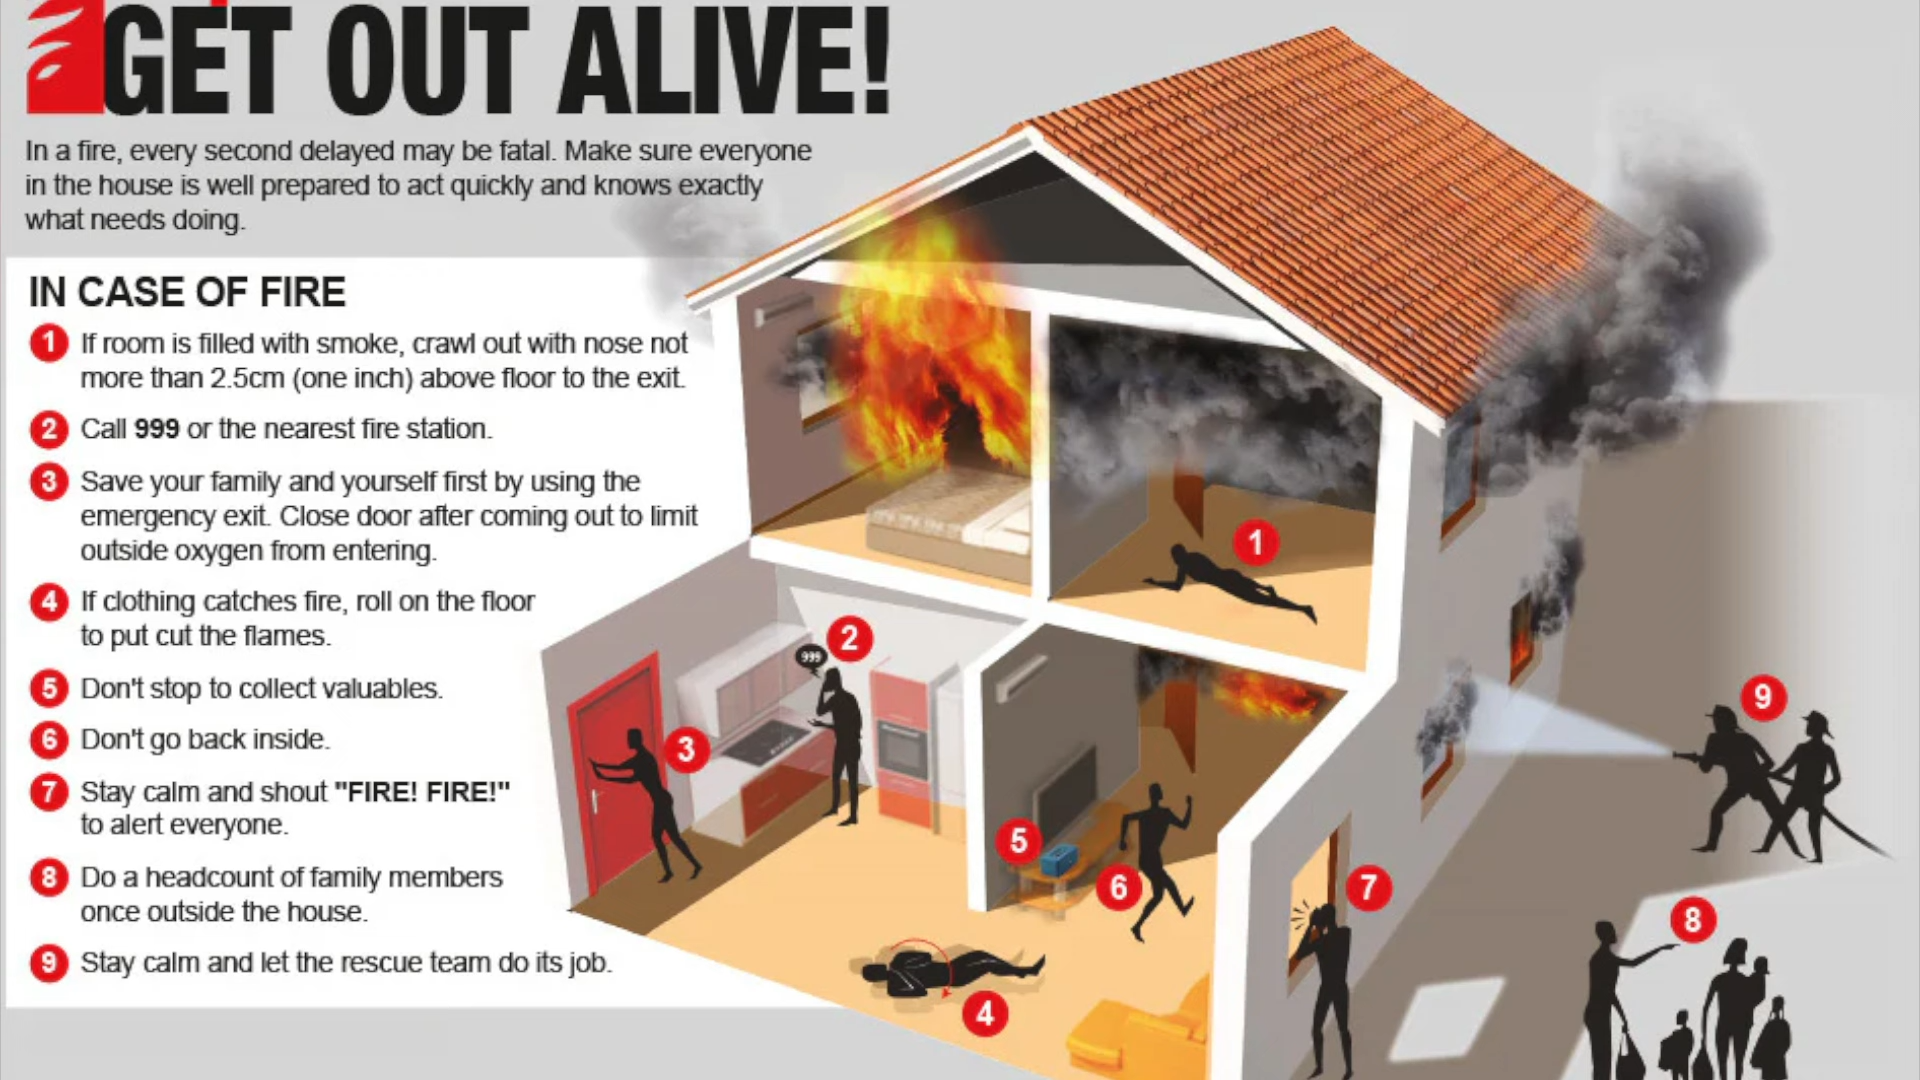 GET OUT ALIVE!
In a fire, every second delayed may be fatal. Make sure everyone
in the house is well prepared to act quickly and knows exactly
what needs doing.
IN CASE OF FIRE
1 If room is filled with smoke, crawl out with nose not
more than 2.5cm (one inch) above floor to the exit.
2 Call 999 or the nearest fire station.
3 Save your family and yourself first by using the
emergency exit. Close door after coming out to limit
outside oxygen from entering.
4 If clothing catches fire, roll on the floor
to put cut the flames.
5 Don't stop to collect valuables.
6 Don't go back inside.
7 Stay calm and shout "FIRE! FIRE!"
to alert everyone.
8 Do a headcount of family members
once outside the house.
9 Stay calm and let the rescue team do its job.
1
2
999
3
9
5
6
7
8
4